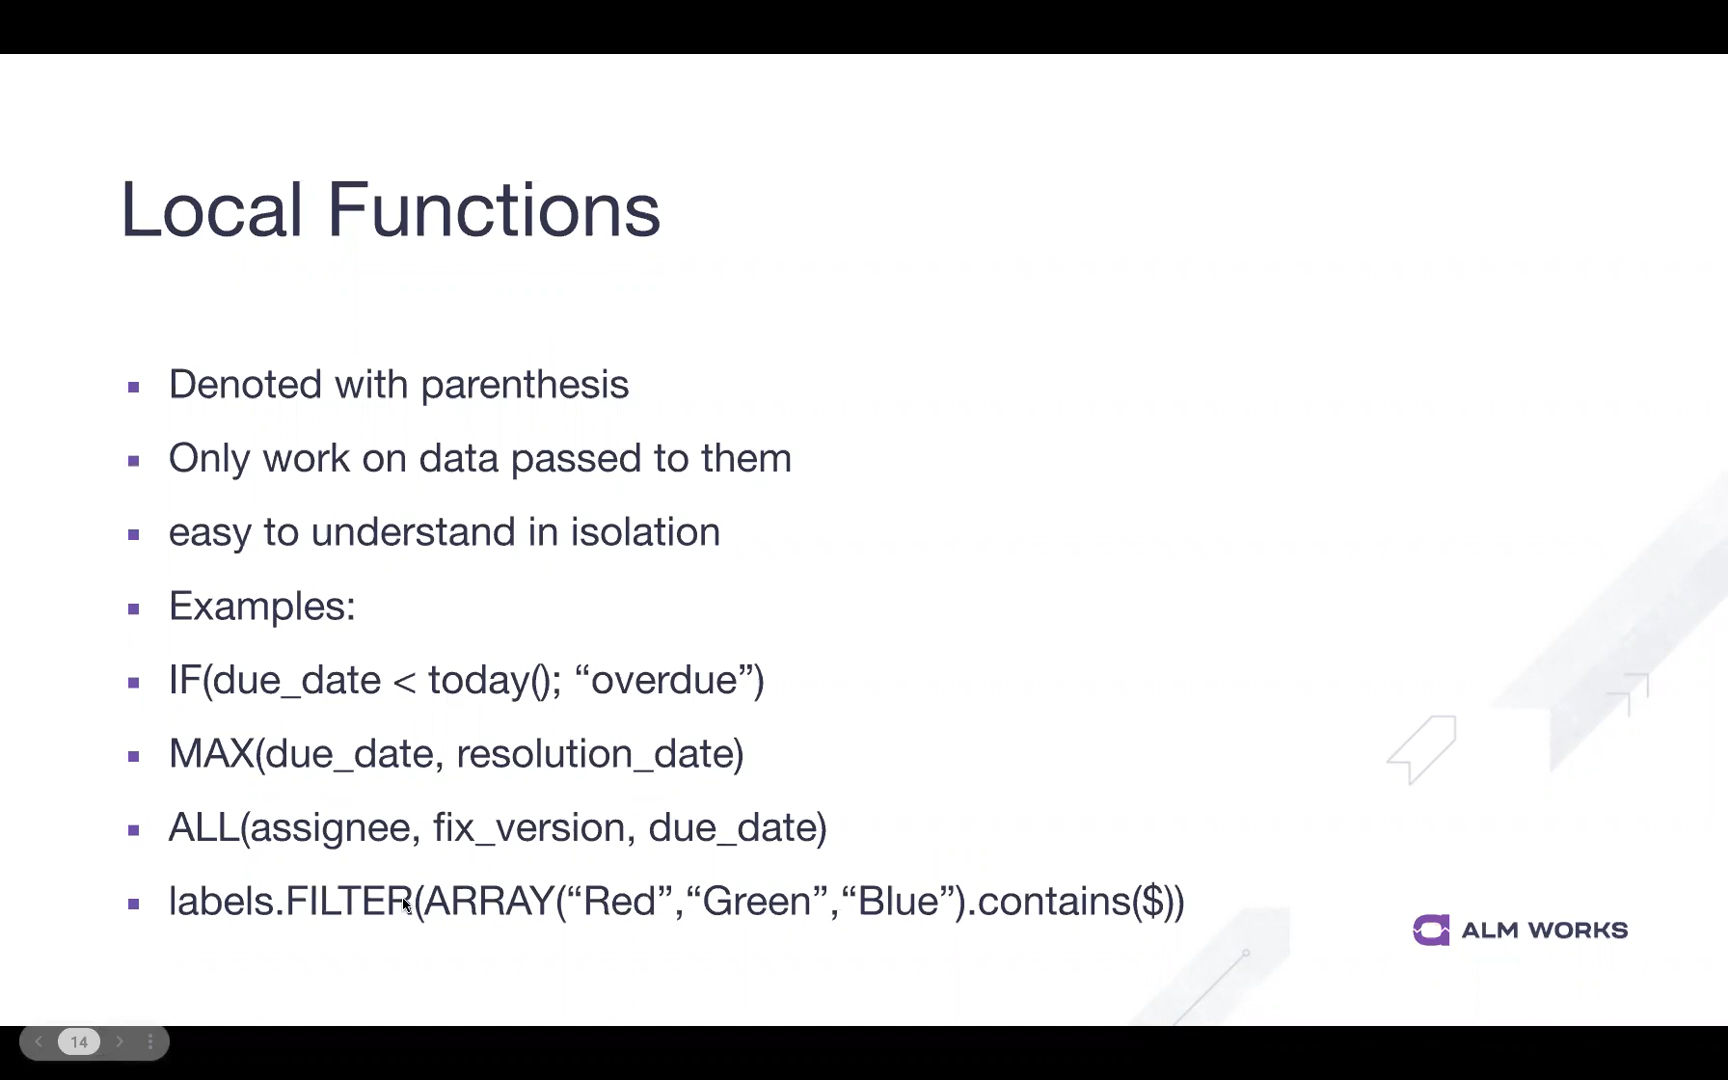 Local Functions
Denoted with parenthesis
Only work on data passed to them
easy to understand in isolation
Examples:
IF(due_date < today(); “overdue”)
MAX(due_date, resolution_date)
ALL(assignee, fix_version, due_date)
labels.FILTER(ARRAY(“Red”,“Green”,“Blue”).contains($))
ALM WORKS
14